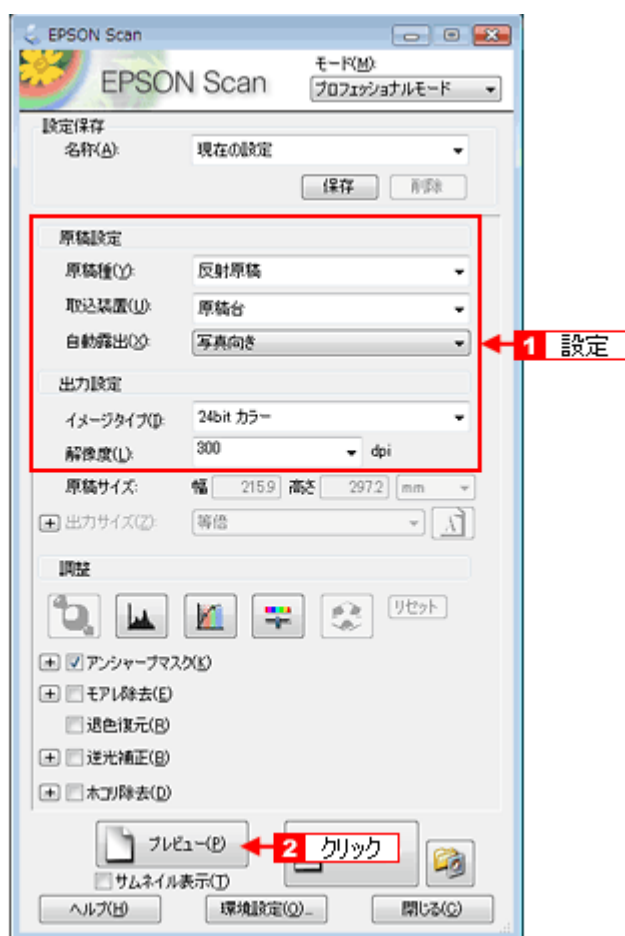 EPSON Scan
EPSON Scan
モード(M):
プロフェッショナルモード
設定保存
名称(A):
現在の設定
保存
削除
原稿設定
原稿種(Y):
反射原稿
取込装置(U):
原稿台
自動露出(X):
写真向き
1 設定
出力設定
イメージタイプ(I):
24bit カラー
解像度(L):
300
dpi
原稿サイズ:
幅
215.9
高さ
297.2
mm
出力サイズ(Z):
等倍
調整
リセット
アンシャープマスク(K)
モアレ除去(E)
退色復元(R)
逆光補正(B)
ホコリ除去(D)
プレビュー(P)
2 クリック
サムネイル表示(T)
ヘルプ(H)
環境設定(O)...
閉じる(C)